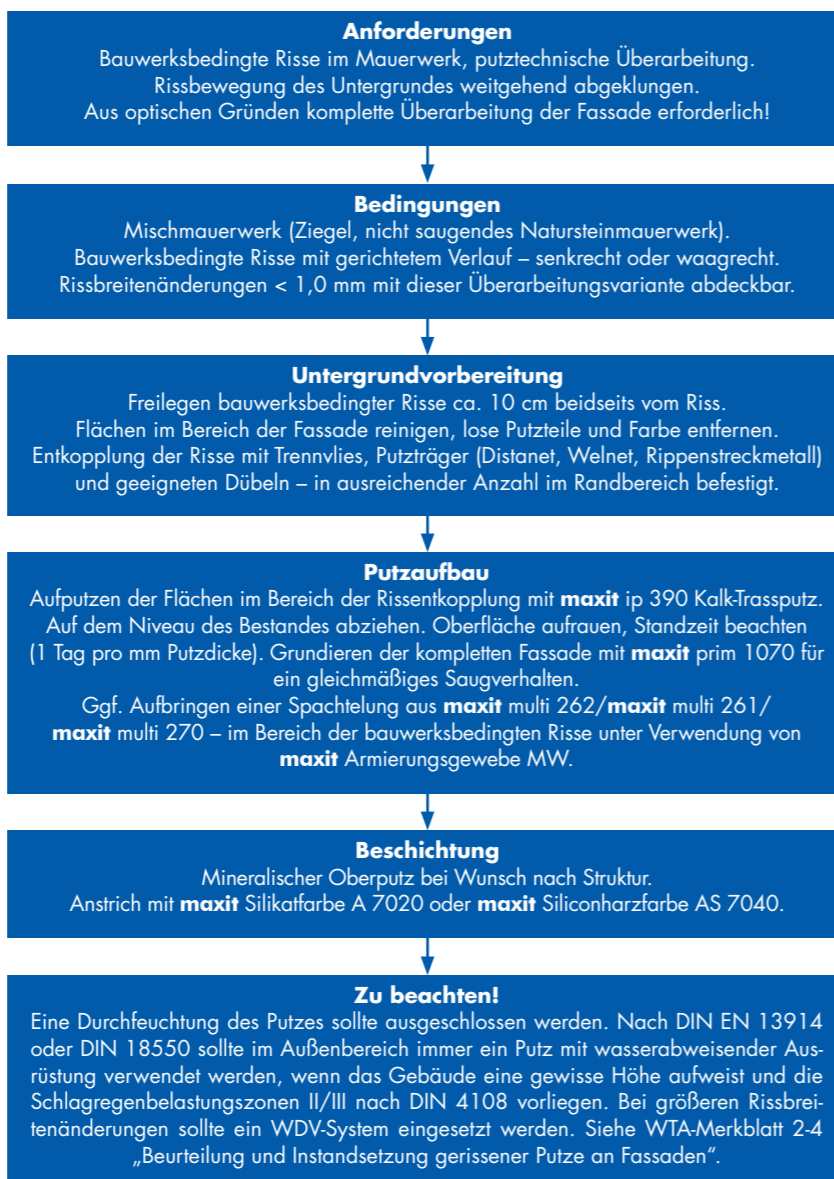 Anforderungen
Bauwerksbedingte Risse im Mauerwerk, putztechnische Überarbeitung.
Rissbewegung des Untergrundes weitgehend abgeklungen.
Aus optischen Gründen komplette Überarbeitung der Fassade erforderlich!
Bedingungen
Mischmauerwerk (Ziegel, nicht saugendes Natursteinmauerwerk).
Bauwerksbedingte Risse mit gerichtetem Verlauf – senkrecht oder waagrecht.
Rissbreitenänderungen < 1,0 mm mit dieser Überarbeitungsvariante abdeckbar.
Untergrundvorbereitung
Freilegen bauwerksbedingter Risse ca. 10 cm beidseits vom Riss.
Flächen im Bereich der Fassade reinigen, lose Putzteile und Farbe entfernen.
Entkopplung der Risse mit Trennvlies, Putzträger (Distanet, Welnet, Rippenstreckmetall)
und geeigneten Dübeln – in ausreichender Anzahl im Randbereich befestigt.
Putzaufbau
Aufputzen der Flächen im Bereich der Rissentkopplung mit maxit ip 390 Kalk-Trassputz.
Auf dem Niveau des Bestandes abziehen. Oberfläche aufrauen, Standzeit beachten
(1 Tag pro mm Putzdicke). Grundieren der kompletten Fassade mit maxit prim 1070 für
ein gleichmäßiges Saugverhalten.
Ggf. Aufbringen einer Spachtelung aus maxit multi 262/maxit multi 261/
maxit multi 270 – im Bereich der bauwerksbedingten Risse unter Verwendung von
maxit Armierungsgewebe MW.
Beschichtung
Mineralischer Oberputz bei Wunsch nach Struktur.
Anstrich mit maxit Silikatfarbe A 7020 oder maxit Siliconharzfarbe AS 7040.
Zu beachten!
Eine Durchfeuchtung des Putzes sollte ausgeschlossen werden. Nach DIN EN 13914
oder DIN 18550 sollte im Außenbereich immer ein Putz mit wasserabweisender Aus-
rüstung verwendet werden, wenn das Gebäude eine gewisse Höhe aufweist und die
Schlagregenbelastungszonen II/III nach DIN 4108 vorliegen. Bei größeren Rissbrei-
tenänderungen sollte ein WDV-System eingesetzt werden. Siehe WTA-Merkblatt 2-4
„Beurteilung und Instandsetzung gerissener Putze an Fassaden“.